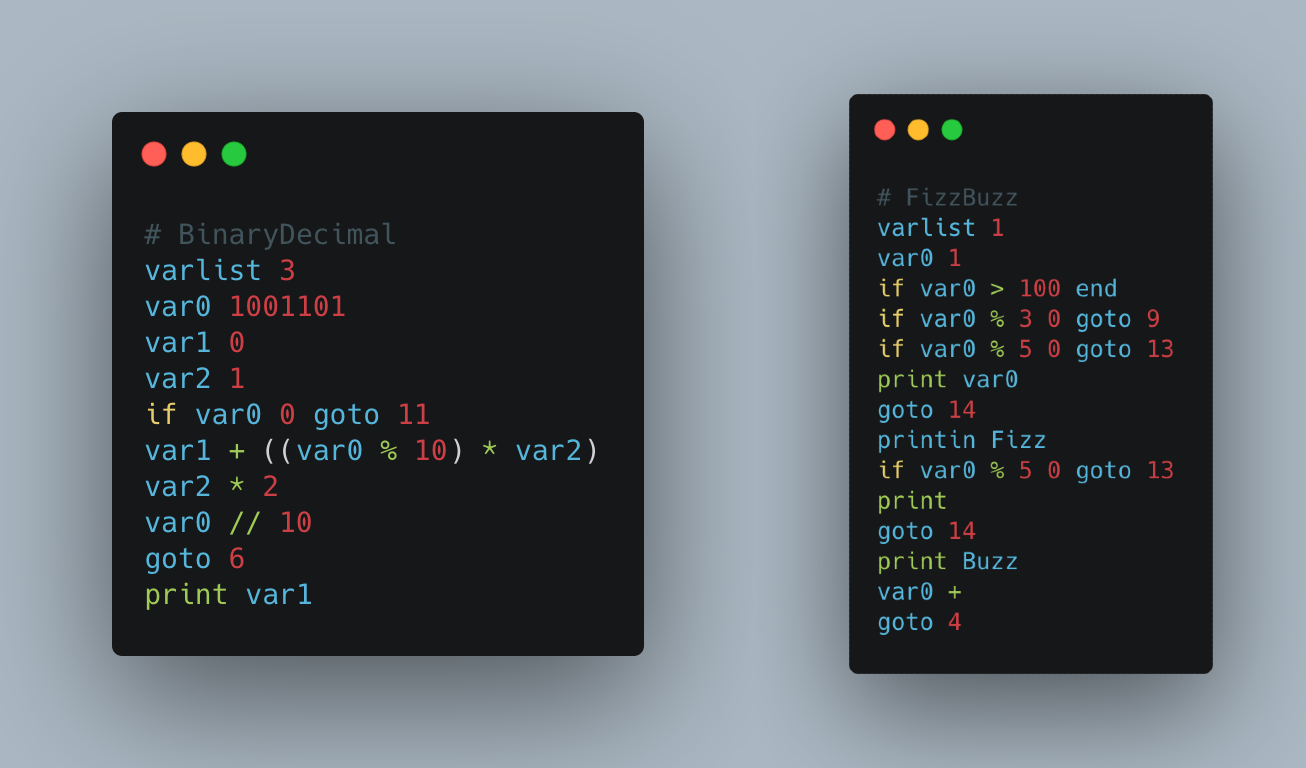 # BinaryDecimal
varlist 3
var0 1001101
var1 0
var2 1
if var0 0 goto 11
var1 + ((var0 % 10) * var2)
var2 * 2
var0 // 10
goto 6
print var1
# FizzBuzz
varlist 1
var0 1
if var0 > 100 end
if var0 % 3 0 goto 9
if var0 % 5 0 goto 13
print var0
goto 14
printin Fizz
if var0 % 5 0 goto 13
print
goto 14
print Buzz
var0 +
goto 4